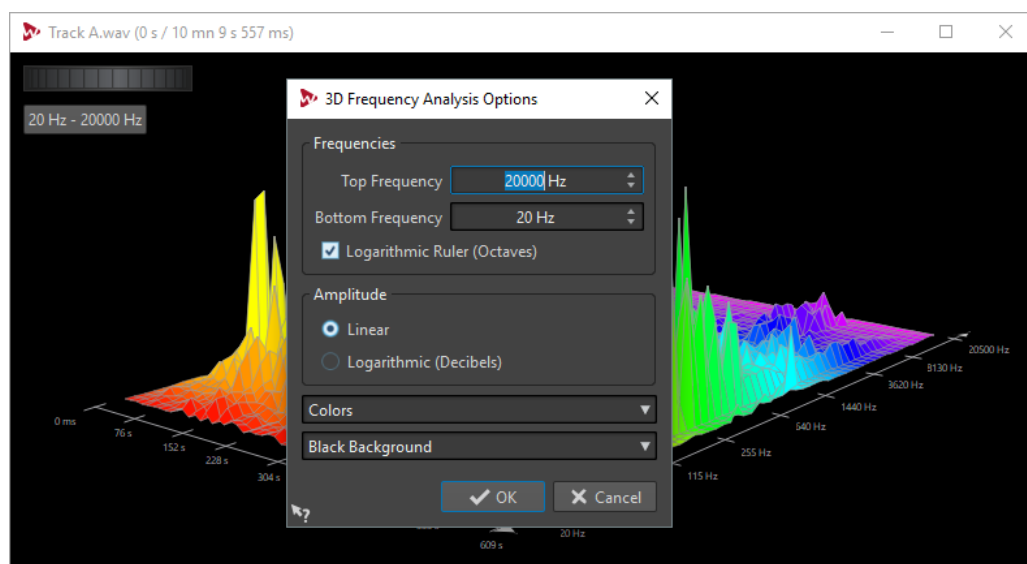 Track A.wav (0 s / 10 mn 9 s 557 ms)
20 Hz - 20000 Hz
3D Frequency Analysis Options
Frequencies
Top Frequency 20000 Hz
Bottom Frequency 20 Hz
Logarithmic Ruler (Octaves)
Amplitude
Linear
Logarithmic (Decibels)
Colors
Black Background
OK Cancel
0 ms
76 s
152 s
228 s
304 s
609 s
20 Hz
115 Hz
255 Hz
540 Hz
1440 Hz
3620 Hz
8130 Hz
20500 Hz